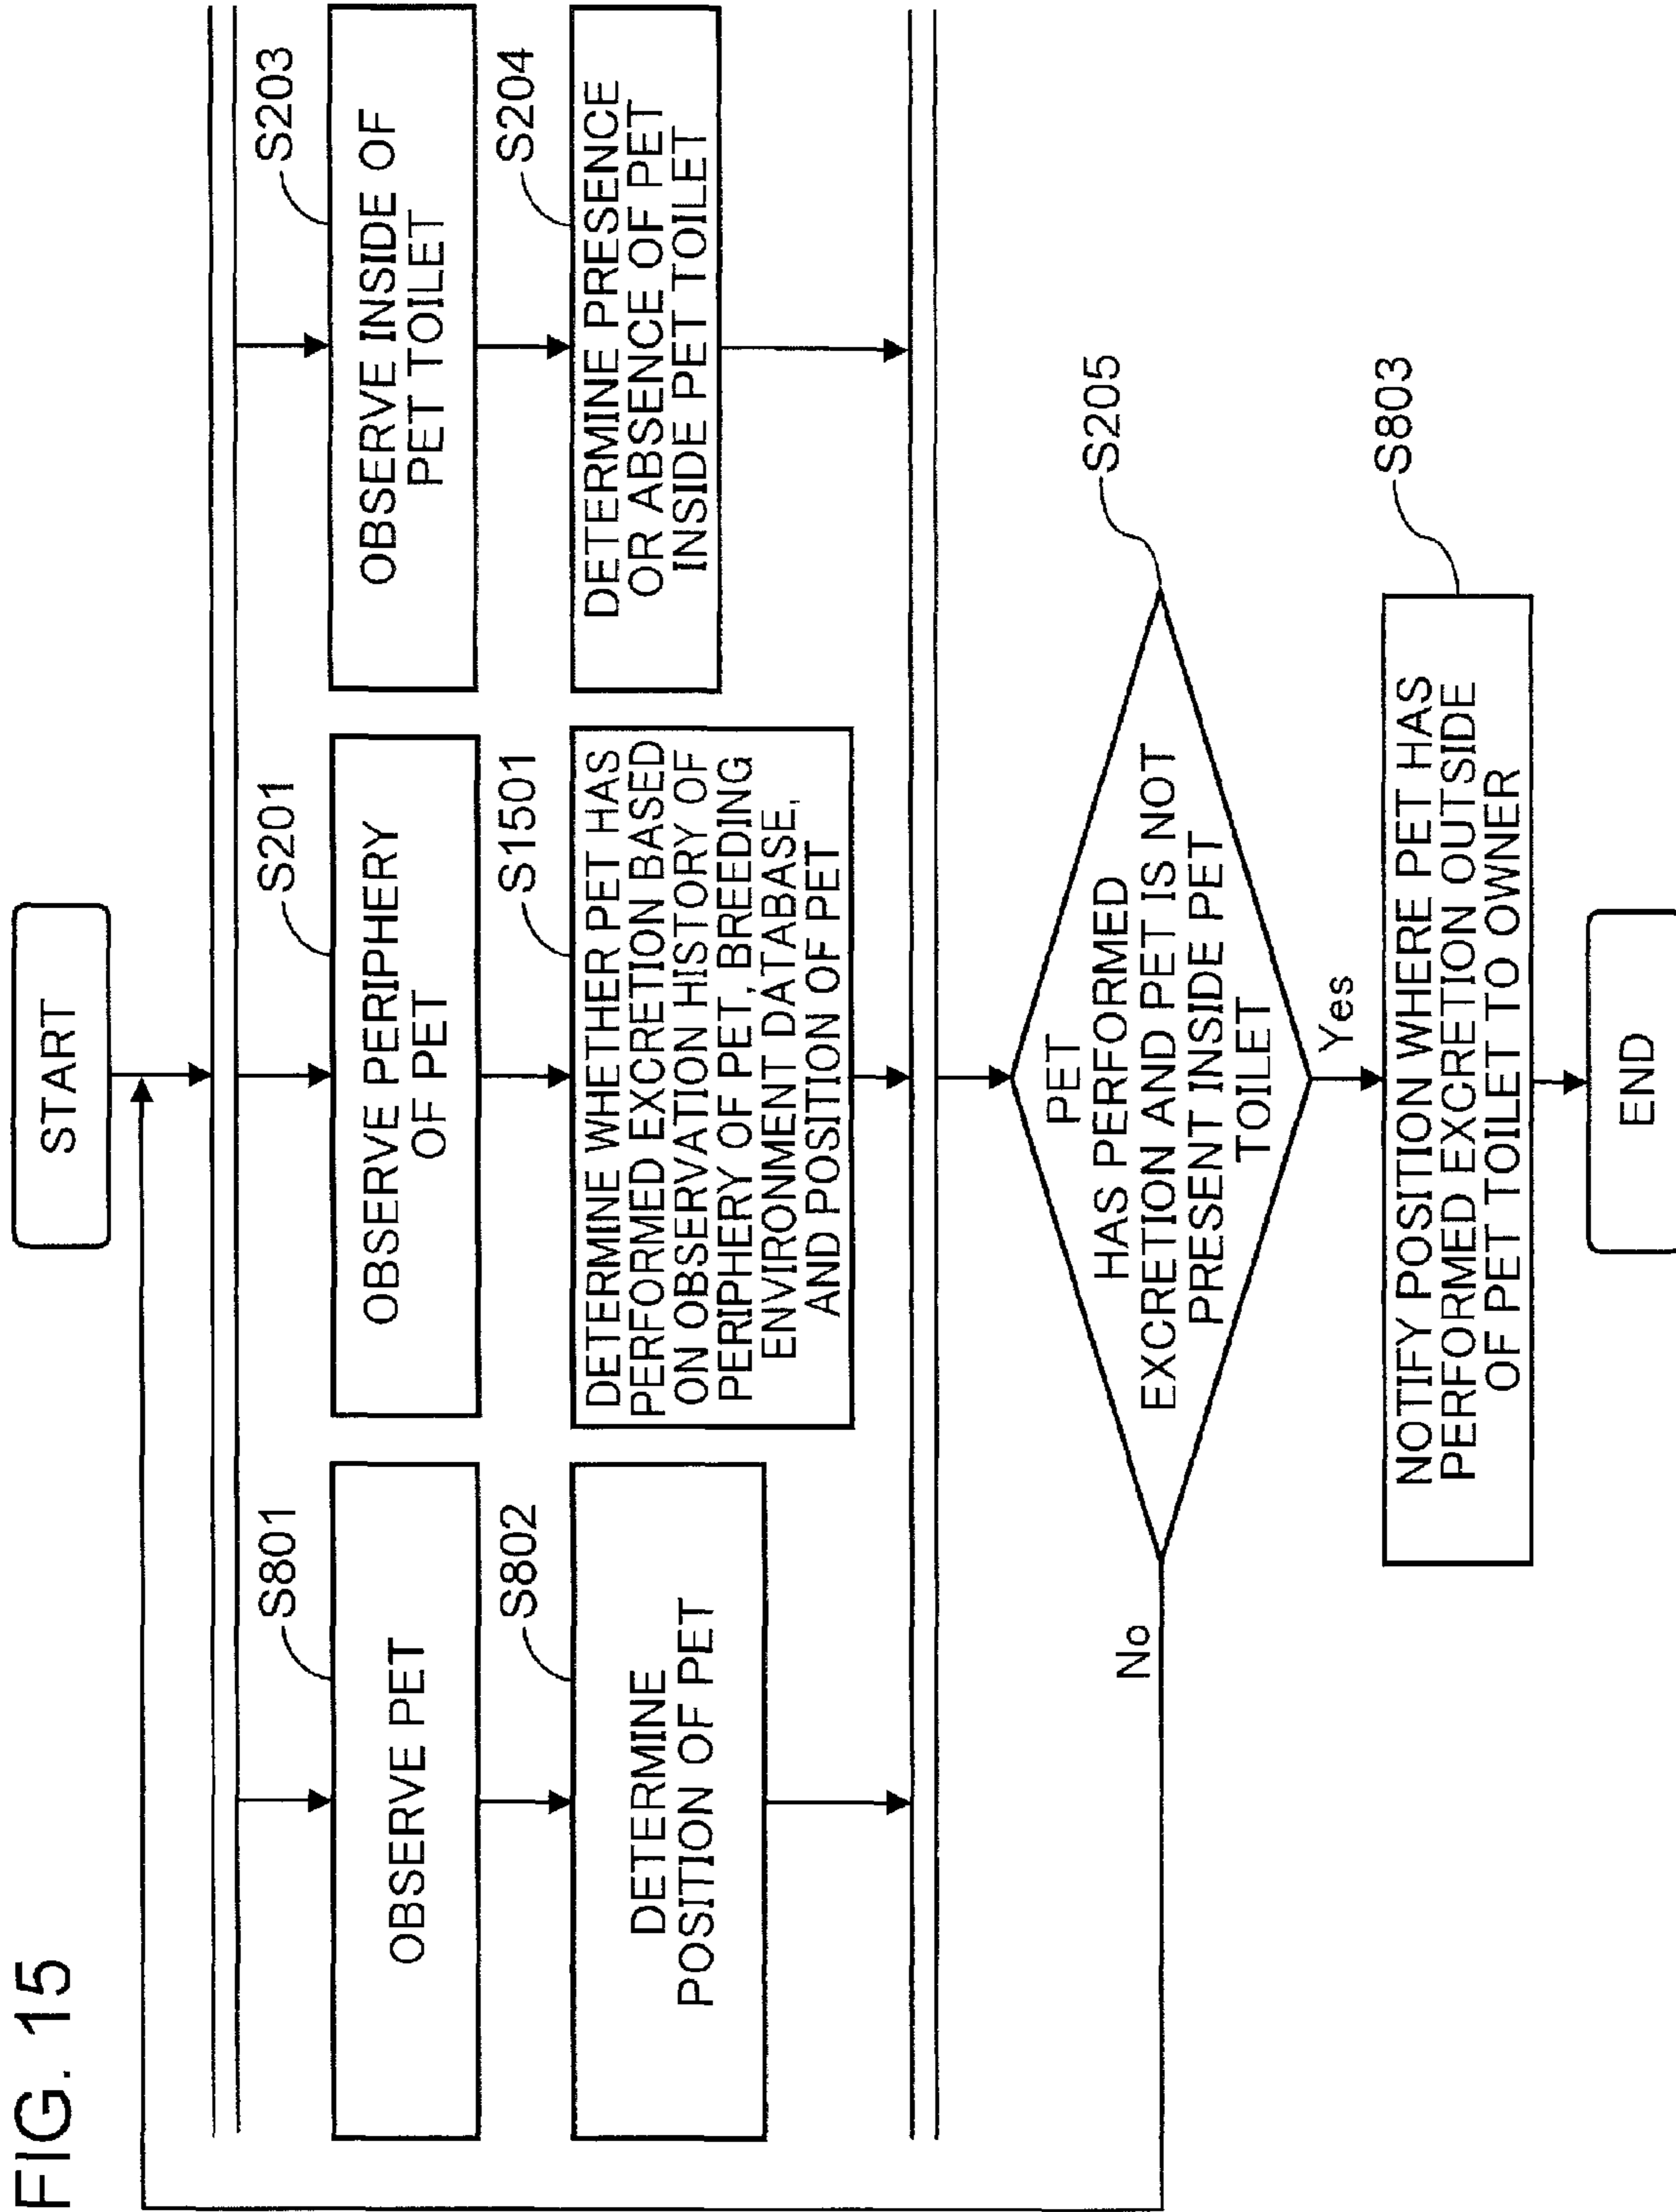 FIG. 15
START
S801
OBSERVE PET
S802
DETERMINE
POSITION OF PET
S201
OBSERVE PERIPHERY
OF PET
S1501
DETERMINE WHETHER PET HAS
PERFORMED EXCRETION BASED
ON OBSERVATION HISTORY OF
PERIPHERY OF PET, BREEDING
ENVIRONMENT DATABASE,
AND POSITION OF PET
S203
OBSERVE INSIDE OF
PET TOILET
S204
DETERMINE PRESENCE
OR ABSENCE OF PET
INSIDE PET TOILET
S205
PET
HAS PERFORMED
EXCRETION AND PET IS NOT
PRESENT INSIDE PET
TOILET
No
Yes
S803
NOTIFY POSITION WHERE PET HAS
PERFORMED EXCRETION OUTSIDE
OF PET TOILET TO OWNER
END